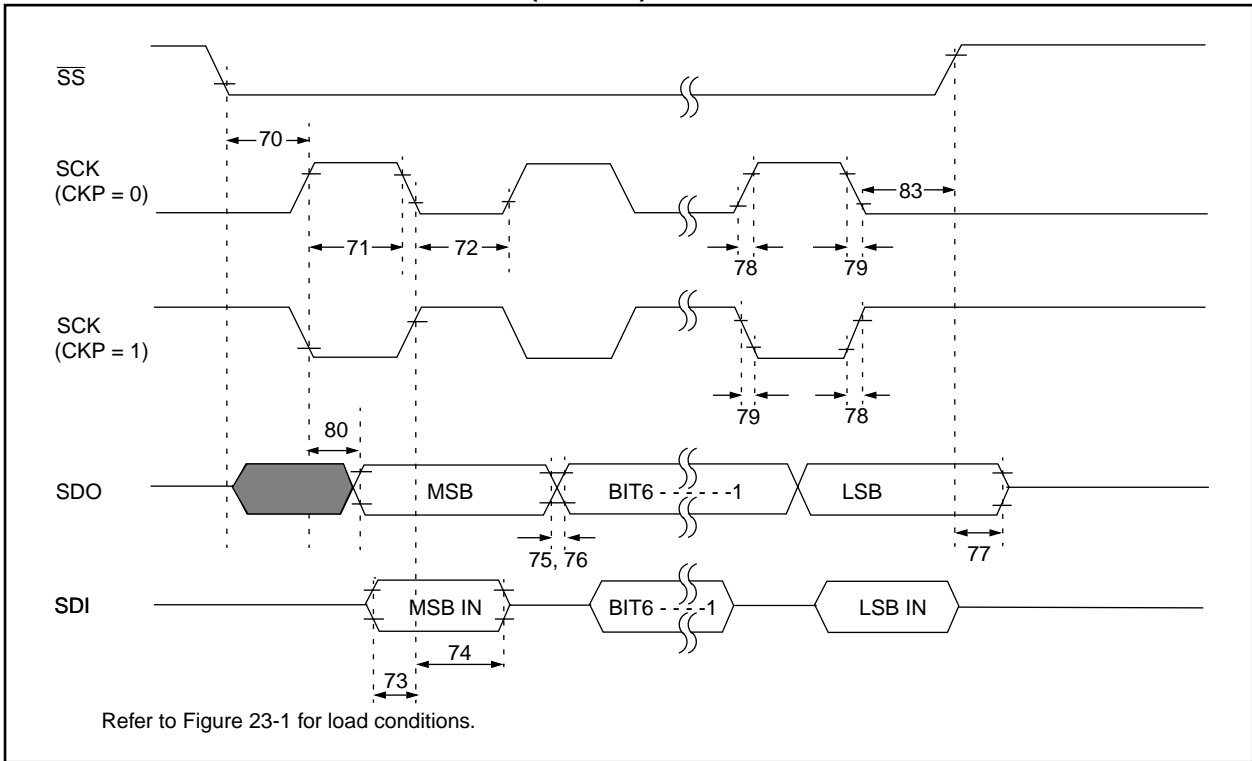 SS
70
SCK
(CKP = 0)
83
71
72
78
79
SCK
(CKP = 1)
79
78
80
SDO
MSB
BIT6 - - - - - -1
LSB
75, 76
77
SDI
MSB IN
BIT6 - - - -1
LSB IN
74
73
Refer to Figure 23-1 for load conditions.